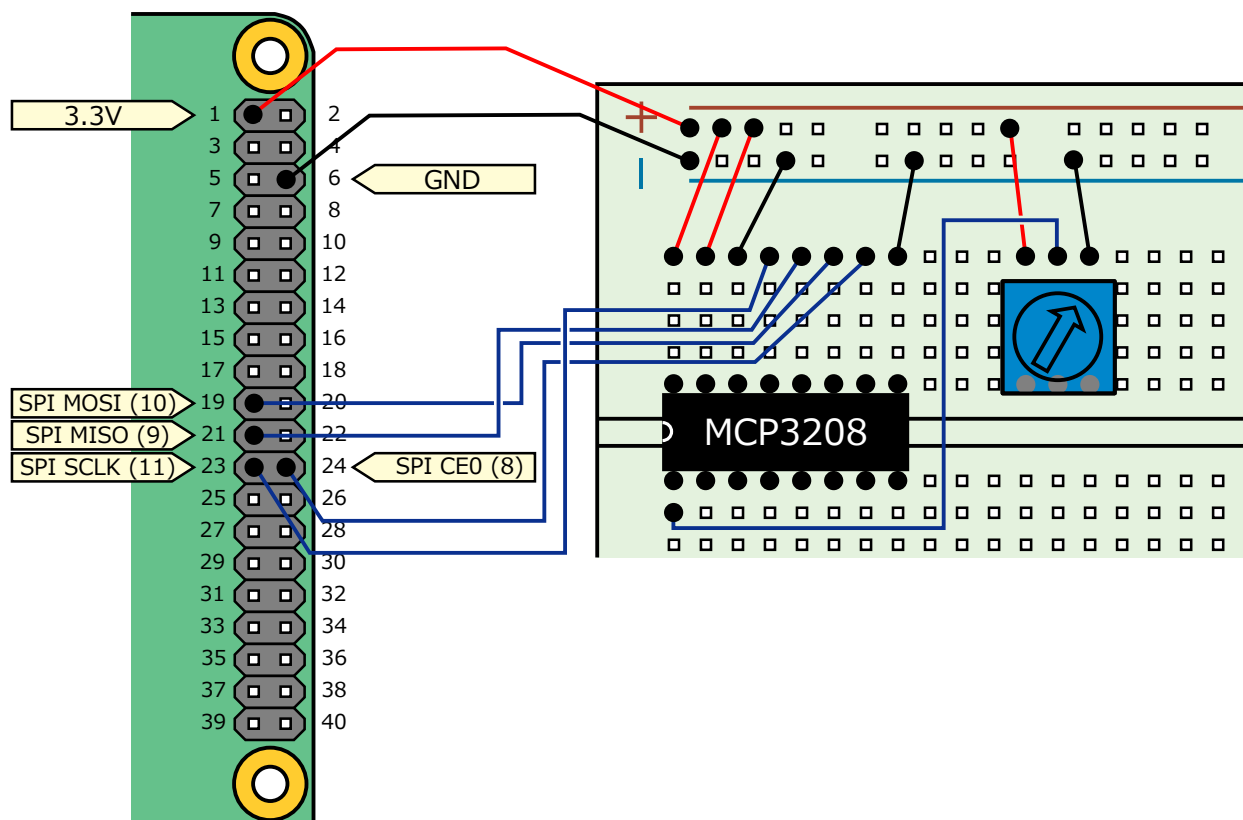 3.3V 1 2
3 4
5 6 GND
7 8
9 10
11 12
13 14
15 16
17 18
SPI MOSI (10) 19 20
SPI MISO (9) 21 22
SPI SCLK (11) 23 24 SPI CE0 (8)
25 26
27 28
29 30
31 32
33 34
35 36
37 38
39 40
+
−
MCP3208